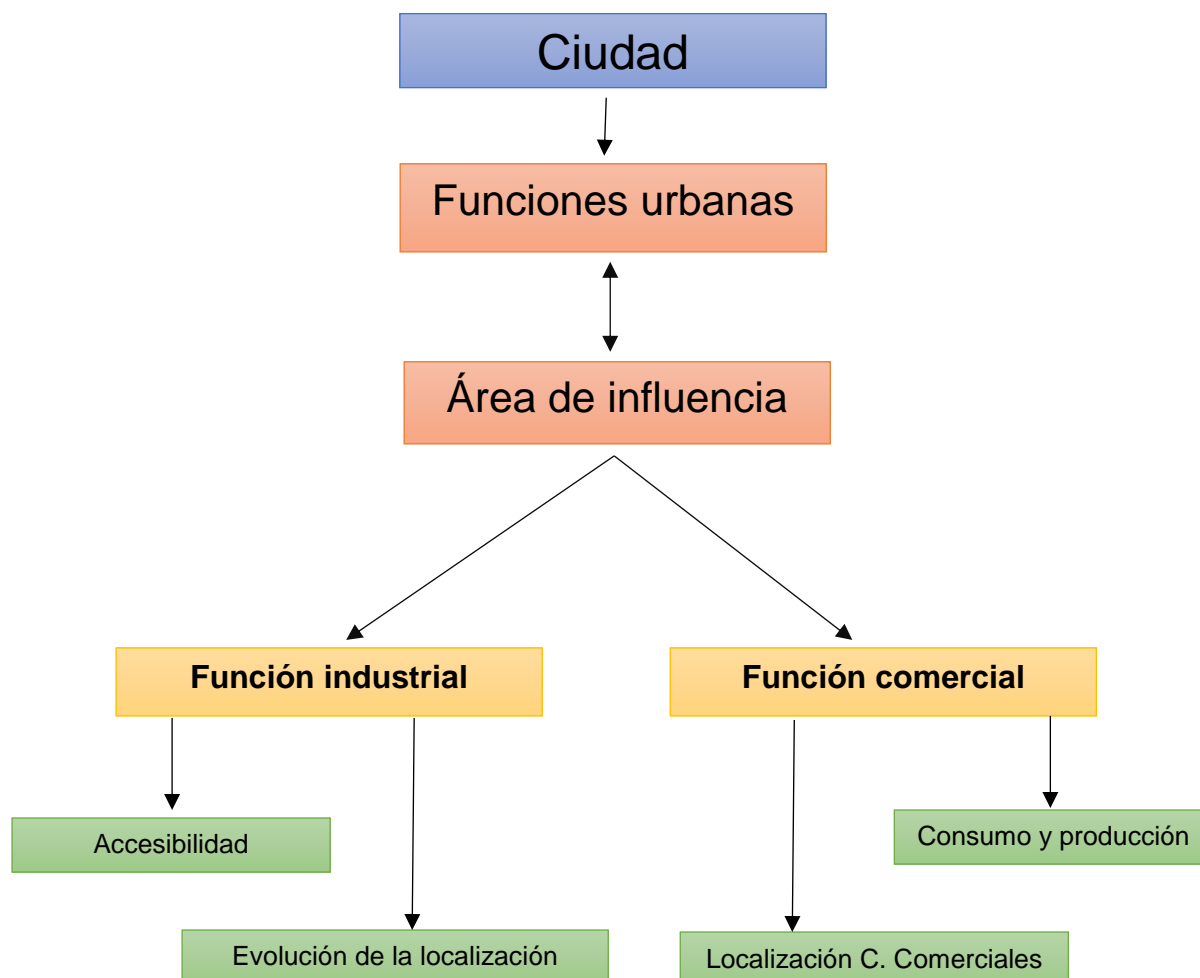 Ciudad
Funciones urbanas
Área de influencia
Función industrial
Función comercial
Accesibilidad
Consumo y producción
Evolución de la localización
Localización C. Comerciales